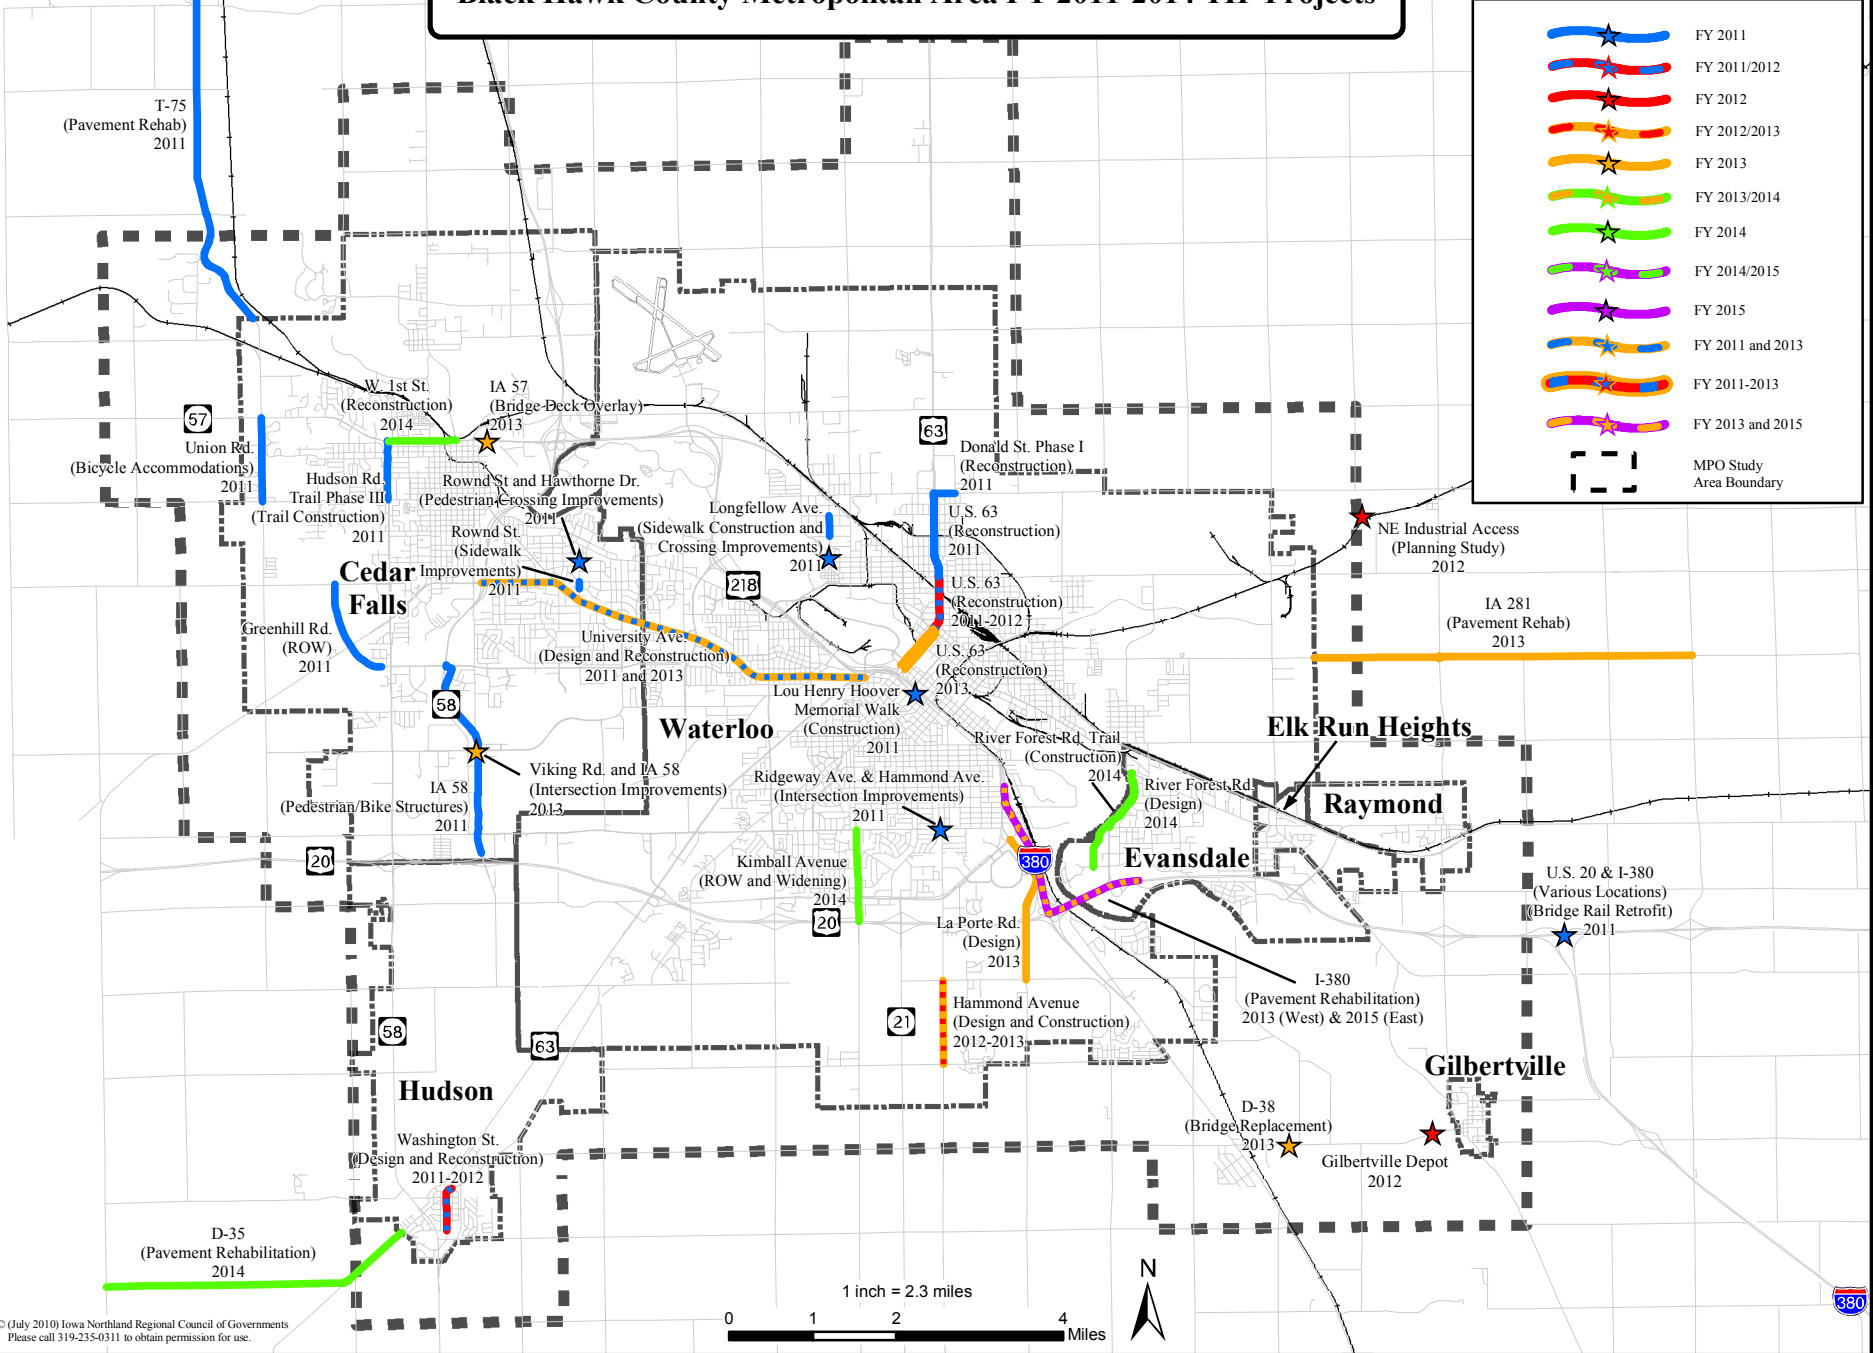 Black Hawk County Metropolitan Area FY 2011-2014 TIP Projects
FY 2011
FY 2011/2012
FY 2012
FY 2012/2013
FY 2013
FY 2013/2014
FY 2014
FY 2014/2015
FY 2015
FY 2011 and 2013
FY 2011-2013
FY 2013 and 2015
MPO Study
Area Boundary
T-75
(Pavement Rehab)
2011
W. 1st St.
(Reconstruction)
2014
IA 57
(Bridge Deck Overlay)
2013
57
Union Rd.
(Bicycle Accommodations)
2011
Hudson Rd.
Trail Phase III
(Trail Construction)
2011
Rownd St and Hawthorne Dr.
(Pedestrian Crossing Improvements)
2011
Rownd St.
(Sidewalk
Improvements)
2011
Longfellow Ave.
(Sidewalk Construction and
Crossing Improvements)
2011
63
Donald St. Phase I
(Reconstruction)
2011
U.S. 63
(Reconstruction)
2011
U.S. 63
(Reconstruction)
2011-2012
U.S. 63
(Reconstruction)
2013
NE Industrial Access
(Planning Study)
2012
IA 281
(Pavement Rehab)
2013
Cedar
Falls
218
Greenhill Rd.
(ROW)
2011
University Ave.
(Design and Reconstruction)
2011 and 2013
58
Waterloo
Lou Henry Hoover
Memorial Walk
(Construction)
2011
Elk Run Heights
River Forest Rd. Trail
(Construction)
2014
River Forest Rd.
(Design)
2014
Raymond
Viking Rd. and IA 58
(Intersection Improvements)
2013
IA 58
(Pedestrian/Bike Structures)
2011
Ridgeway Ave. & Hammond Ave.
(Intersection Improvements)
2011
20
Kimball Avenue
(ROW and Widening)
2014
20
380
Evansdale
U.S. 20 & I-380
(Various Locations)
(Bridge Rail Retrofit)
2011
La Porte Rd.
(Design)
2013
I-380
(Pavement Rehabilitation)
2013 (West) & 2015 (East)
58
63
21
Hammond Avenue
(Design and Construction)
2012-2013
Hudson
Gilbertville
Washington St.
(Design and Reconstruction)
2011-2012
D-38
(Bridge Replacement)
2013
Gilbertville Depot
2012
D-35
(Pavement Rehabilitation)
2014
1 inch = 2.3 miles
0 1 2 4
Miles
N
380
© (July 2010) Iowa Northland Regional Council of Governments
Please call 319-235-0311 to obtain permission for use.